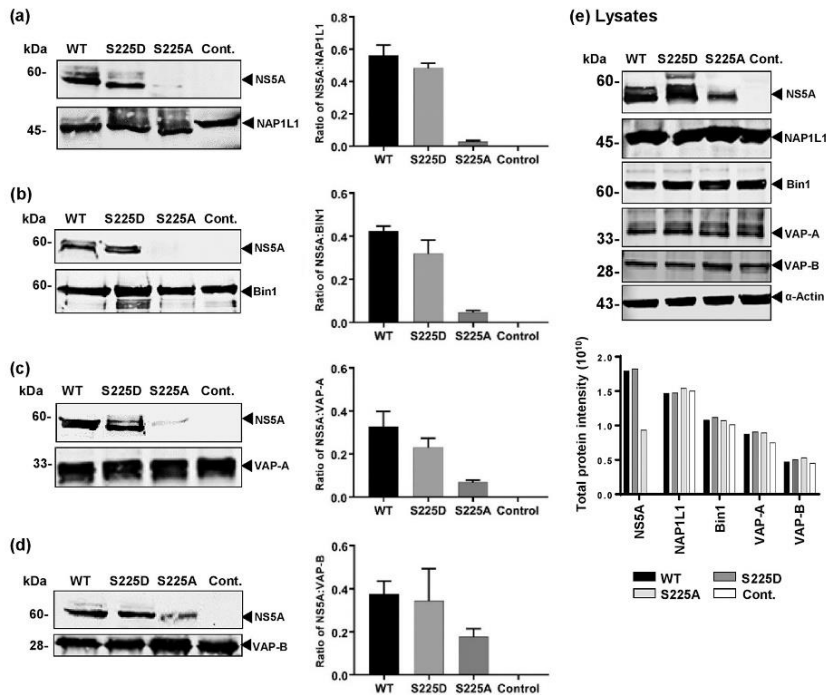 (a)
kDa WT S225D S225A Cont.
60-
NS5A
45-
NAP1L1
Ratio of NS5A:NAP1L1
0.6
0.4
0.2
0.0
WT S225D S225A Control
(b)
kDa WT S225D S225A Cont.
60-
NS5A
60-
Bin1
Ratio of NS5A:BIN1
0.6
0.4
0.2
0.0
WT S225D S225A Control
(c)
kDa WT S225D S225A Cont.
60-
NS5A
33-
VAP-A
Ratio of NS5A:VAP-A
0.6
0.4
0.2
0.0
WT S225D S225A Control
(d)
kDa WT S225D S225A Cont.
60-
NS5A
28-
VAP-B
Ratio of NS5A:VAP-B
0.6
0.4
0.2
0.0
WT S225D S225A Control
(e) Lysates
kDa WT S225D S225A Cont.
60-
NS5A
45-
NAP1L1
60-
Bin1
33-
VAP-A
28-
VAP-B
43-
α-Actin
Total protein intensity (10¹⁰)
2.0
1.5
1.0
0.5
0.0
NS5A NAP1L1 Bin1 VAP-A VAP-B
WT S225D
S225A Cont.